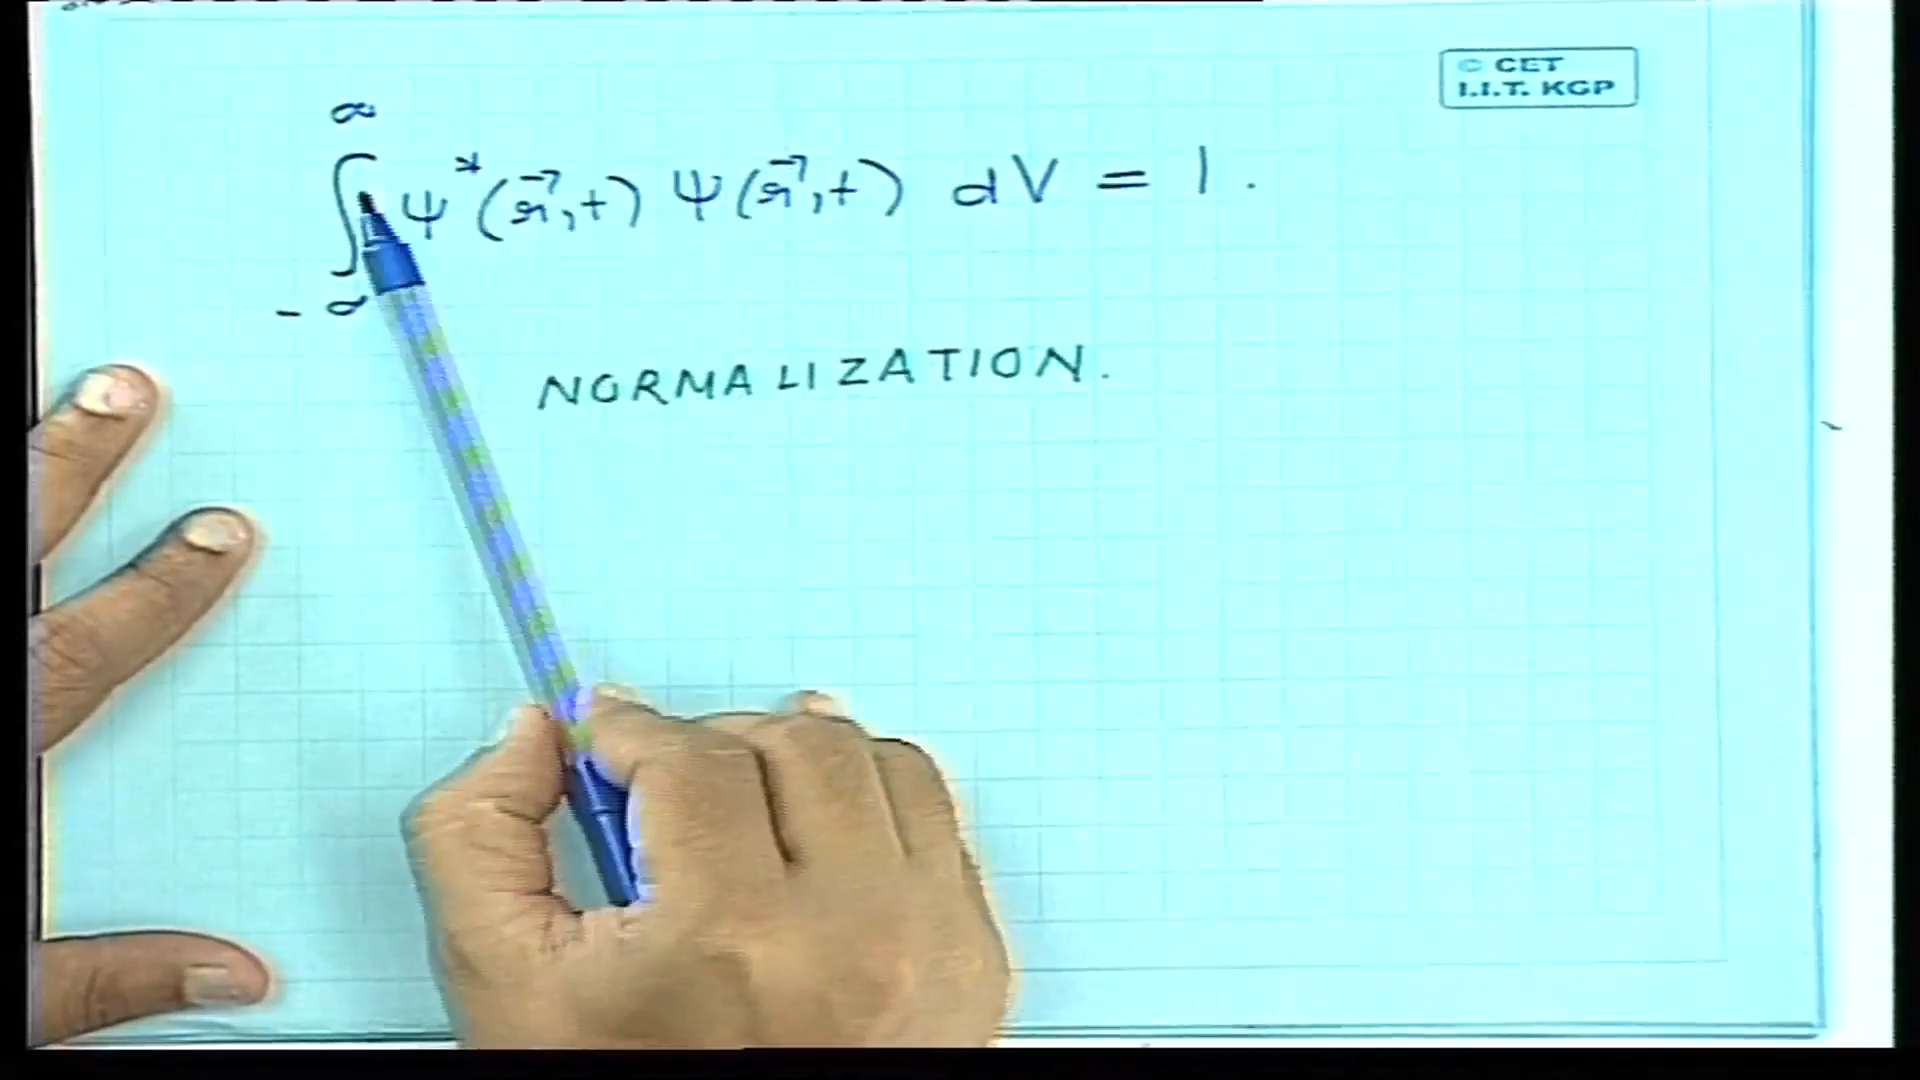 © CET
I.I.T. KGP
∞
∫ ψ*(r⃗,t) ψ(r⃗,t) dV = 1.
-∞
NORMALIZATION.